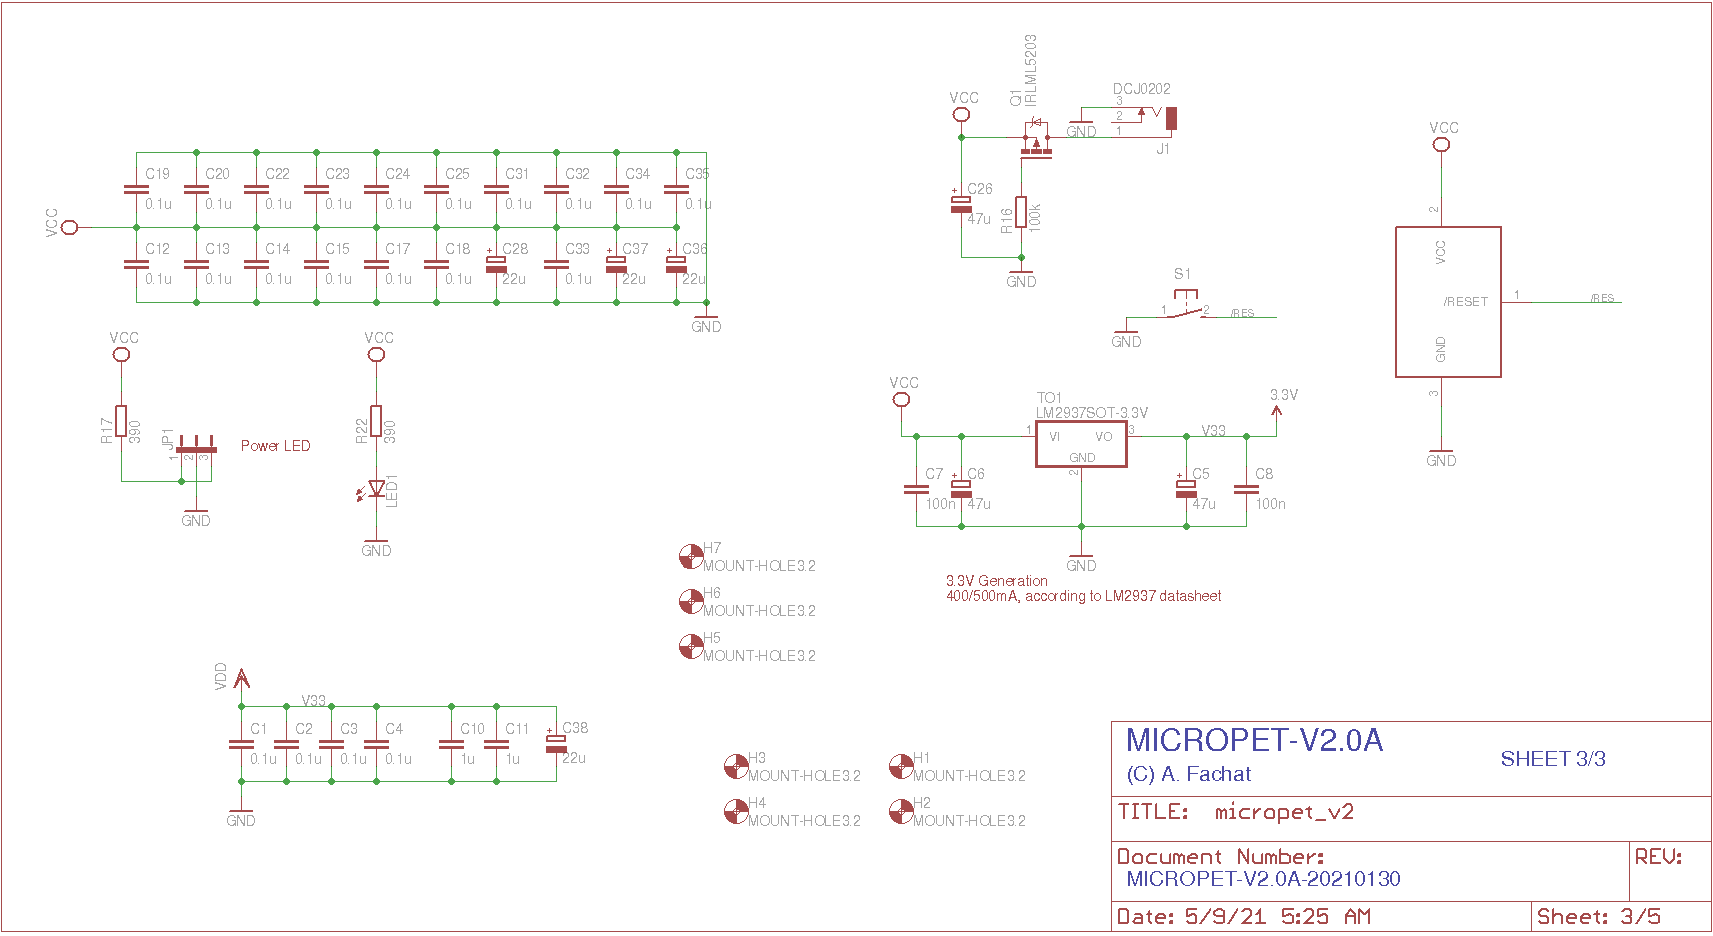 IRLML5203
Q1
DCJ0202
3
2
1
GND
J1
VCC
VCC
C19 C20 C22 C23 C24 C25 C31 C32 C34 C35
0.1u 0.1u 0.1u 0.1u 0.1u 0.1u 0.1u 0.1u 0.1u 0.1u
VCC
C12 C13 C14 C15 C17 C18 C28 C33 C37 C36
0.1u 0.1u 0.1u 0.1u 0.1u 0.1u 22u 0.1u 22u 22u
GND
+ C26
47u
R16
100k
GND
2
VCC
/RESET 1 /RES
GND
3
GND
S1
1 2 /RES
GND
VCC
R17
390
JP1
1 2 3
Power LED
GND
VCC
R22
390
LED1
GND
VCC
TO1
LM2937SOT-3.3V
1 VI VO 3
GND
2
V33
3.3V
C7 + C6 + C5 C8
100n 47u 47u 100n
GND
3.3V Generation
400/500mA, according to LM2937 datasheet
H7
MOUNT-HOLE3.2
H6
MOUNT-HOLE3.2
H5
MOUNT-HOLE3.2
VDD
V33
C1 C2 C3 C4 C10 C11 + C38
0.1u 0.1u 0.1u 0.1u 1u 1u 22u
GND
H3
MOUNT-HOLE3.2
H4
MOUNT-HOLE3.2
H1
MOUNT-HOLE3.2
H2
MOUNT-HOLE3.2
MICROPET-V2.0A
(C) A. Fachat
SHEET 3/3
TITLE: micropet_v2
Document Number:
MICROPET-V2.0A-20210130
REV:
Date: 5/9/21 5:25 AM
Sheet: 3/5